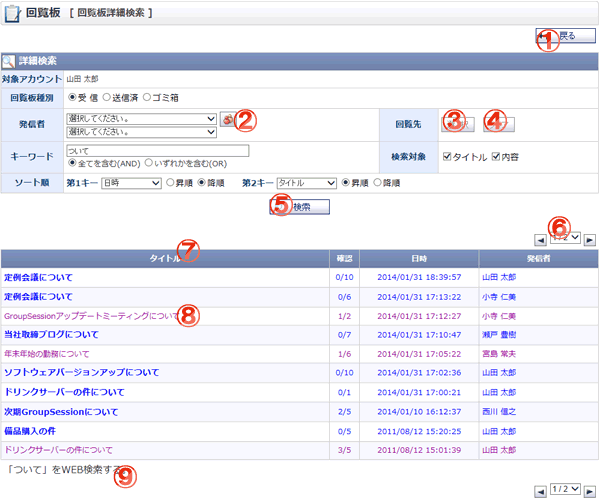 回覧板 [ 回覧板詳細検索 ]
① 戻る
詳細検索
対象アカウント 山田 太郎
回覧板種別 受信 送信済 ゴミ箱
発信者 選択してください。 ② 回覧先 ③ ④
選択してください。
キーワード ついて 検索対象 タイトル 内容
全てを含む(AND) いずれかを含む(OR)
ソート順 第1キー 日時 昇順 降順 第2キー タイトル 昇順 降順
⑤ 検索
⑥ 1 / 2
タイトル ⑦ 確認 日時 発信者
定例会議について 0/10 2014/01/31 18:39:57 山田 太郎
定例会議について 0/6 2014/01/31 17:13:22 小寺 仁美
GroupSessionアップデートミーティングについて ⑧ 1/2 2014/01/31 17:12:27 小寺 仁美
当社取締ブログについて 0/7 2014/01/31 17:10:47 瀬戸 豊樹
年末年始の勤務について 1/6 2014/01/31 17:05:22 宮島 常夫
ソフトウェアバージョンアップについて 0/10 2014/01/31 17:02:36 山田 太郎
ドリンクサーバーの件について 0/1 2014/01/31 17:00:21 山田 太郎
次期GroupSessionについて 2/5 2014/01/10 16:12:37 西川 信之
備品購入の件 0/5 2011/08/12 15:20:25 山田 太郎
ドリンクサーバーの件について 3/5 2011/08/12 15:01:39 山田 太郎
「ついて」をWEB検索する ⑨
1 / 2